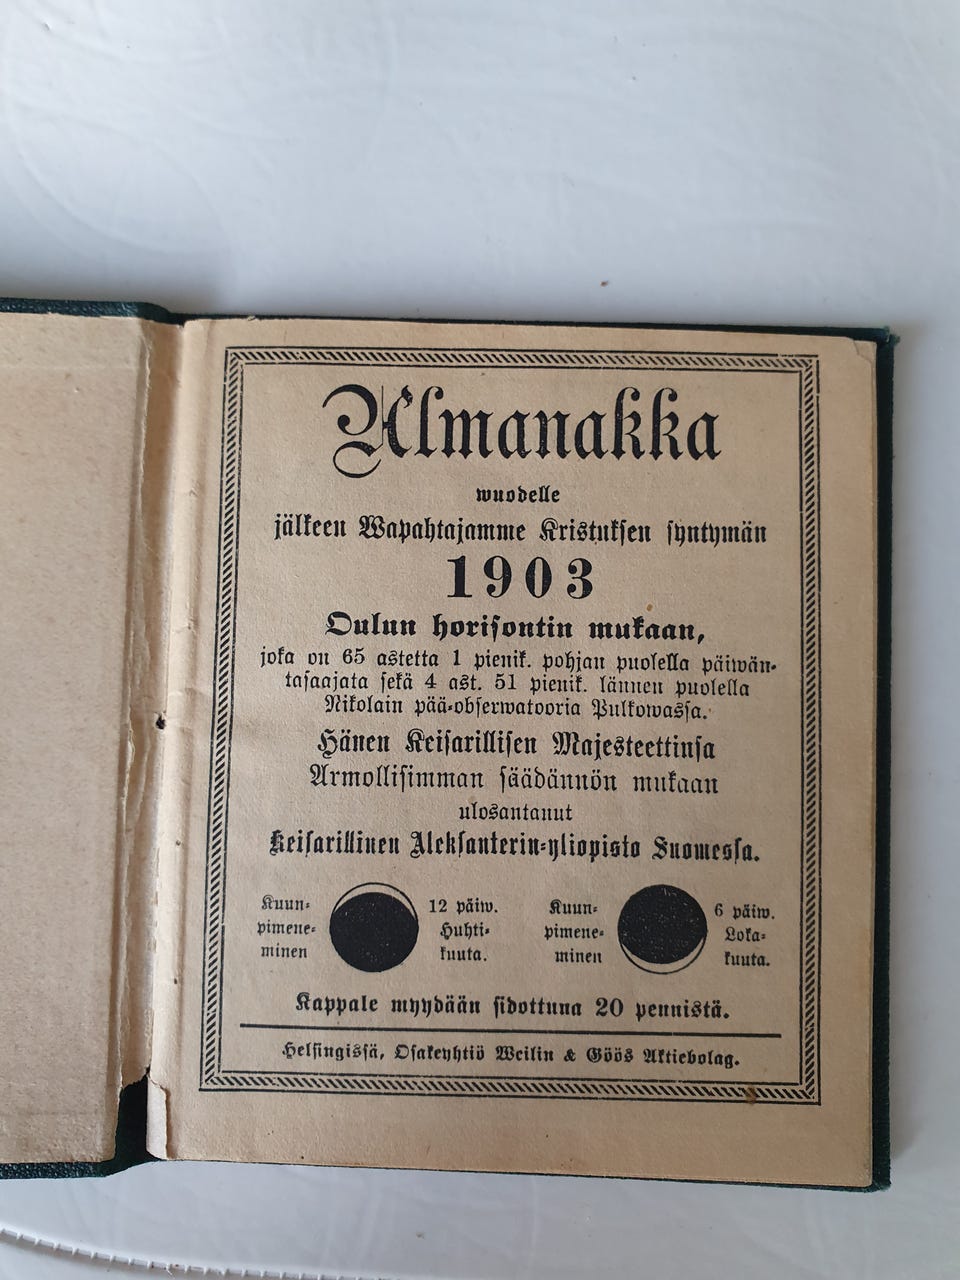 Almanakka
wuodelle
jälkeen Wapahtajamme Kristuksen syntymän
1903
Oulun horisontin mukaan,
joka on 65 astetta 1 pienik. pohjan puolella päiwän-
tasaajata sekä 4 ast. 51 pienik. lännen puolella
Nikolain pää-obserwatooria Pulkowassa.
Hänen Keisarillisen Majesteettinsa
Armollisimman säädännön mukaan
ulosantanut
Keisarillinen Aleksanterin-yliopisto Suomessa.
Kuun-
pimene-
minen
12 päiw.
Huhti-
kuuta.
Kuun-
pimene-
minen
6 päiw.
Loka-
kuuta.
Kappale myydään sidottuna 20 pennistä.
Helsingissä, Osakeyhtiö Weilin & Göös Aktiebolag.